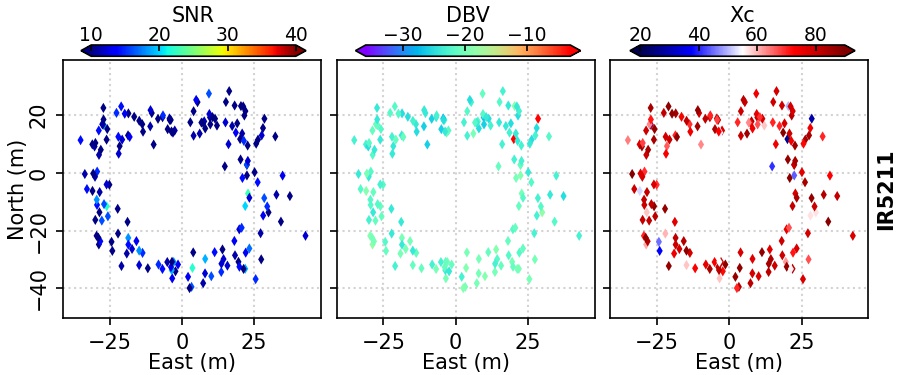 SNR DBV Xc
10 20 30 40 −30 −20 −10 20 40 60 80
20
0
−20
−40
North (m)
−25 0 25 −25 0 25 −25 0 25
East (m) East (m) East (m)
IR5211